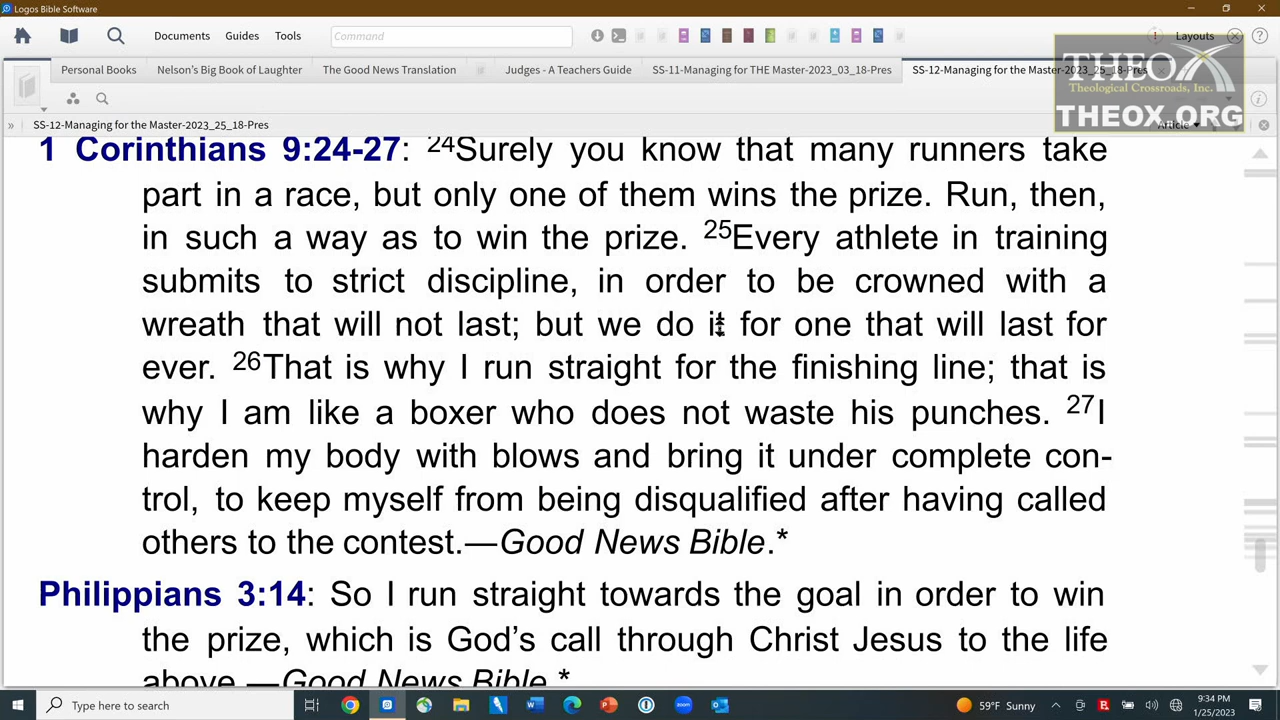 Logos Bible Software
Documents Guides Tools Command Layouts
Personal Books Nelson's Big Book of Laughter Judges - A Teachers Guide SS-11-Managing for THE Master-2023_03_18-Pres SS-12-Managing for the Master-2023_25_18-Pres
THEOX
Theological Crossroads, Inc.
THEOX.ORG
SS-12-Managing for the Master-2023_25_18-Pres Article
1 Corinthians 9:24-27: 24Surely you know that many runners take
part in a race, but only one of them wins the prize. Run, then,
in such a way as to win the prize. 25Every athlete in training
submits to strict discipline, in order to be crowned with a
wreath that will not last; but we do it for one that will last for
ever. 26That is why I run straight for the finishing line; that is
why I am like a boxer who does not waste his punches. 27I
harden my body with blows and bring it under complete con-
trol, to keep myself from being disqualified after having called
others to the contest.—Good News Bible.*
Philippians 3:14: So I run straight towards the goal in order to win
the prize, which is God's call through Christ Jesus to the life
above.—Good News Bible.*
Type here to search 59°F Sunny 9:34 PM
1/25/2023